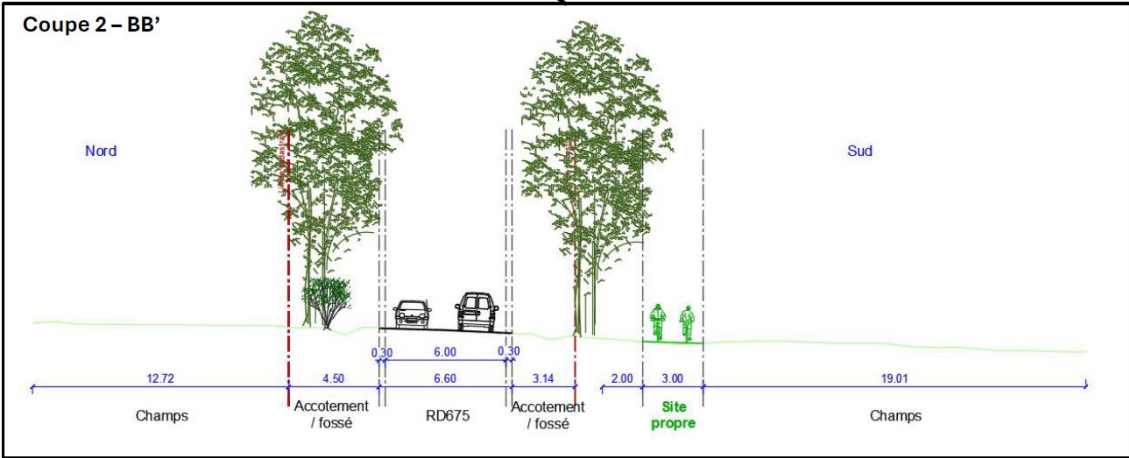 Coupe 2 – BB’
Nord
Sud
0.30
6.00
0.30
12.72
4.50
6.60
3.14
2.00
3.00
19.01
Champs
Accotement
/ fossé
RD675
Accotement
/ fossé
Site
propre
Champs